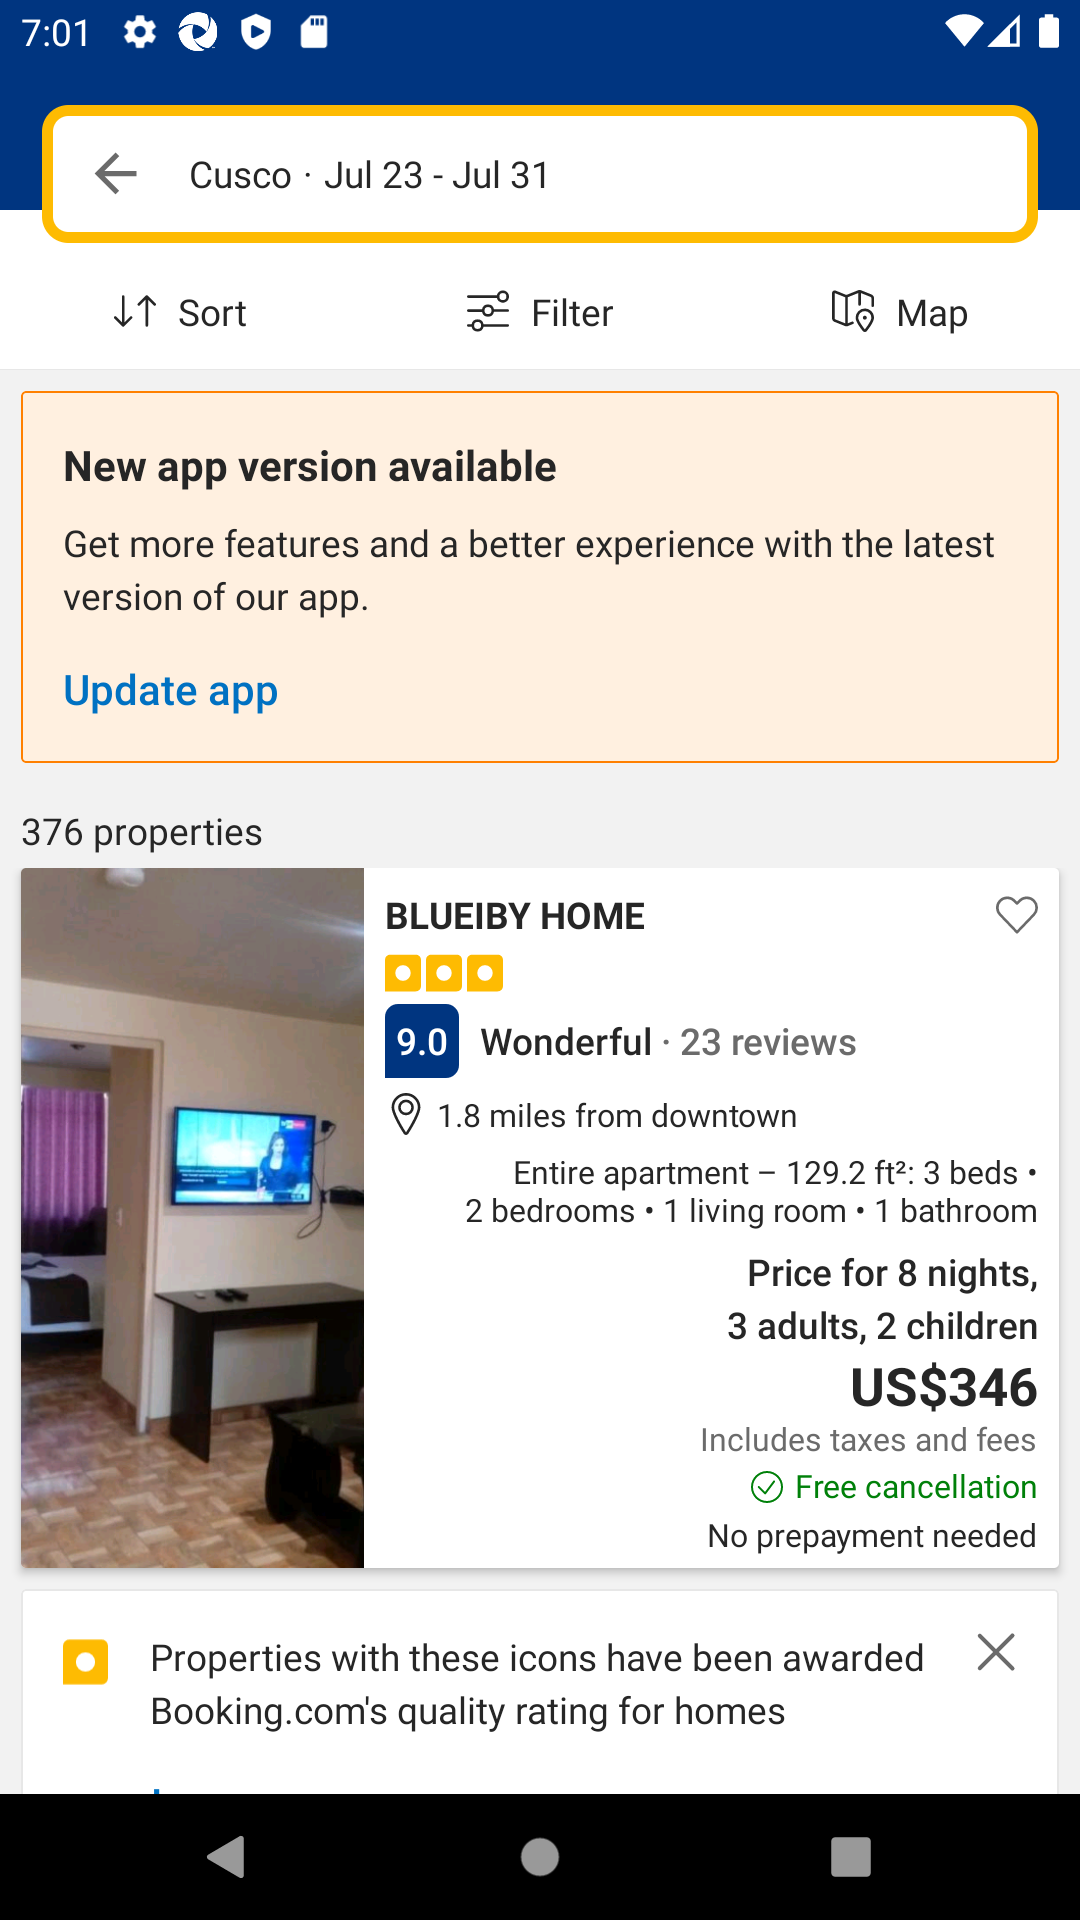 7:01
Cusco · Jul 23 - Jul 31
Sort
Filter
Map
New app version available
Get more features and a better experience with the latest
version of our app.
Update app
376 properties
BLUEIBY HOME
9.0 Wonderful · 23 reviews
1.8 miles from downtown
Entire apartment – 129.2 ft²: 3 beds •
2 bedrooms • 1 living room • 1 bathroom
Price for 8 nights,
3 adults, 2 children
US$346
Includes taxes and fees
Free cancellation
No prepayment needed
Properties with these icons have been awarded
Booking.com's quality rating for homes